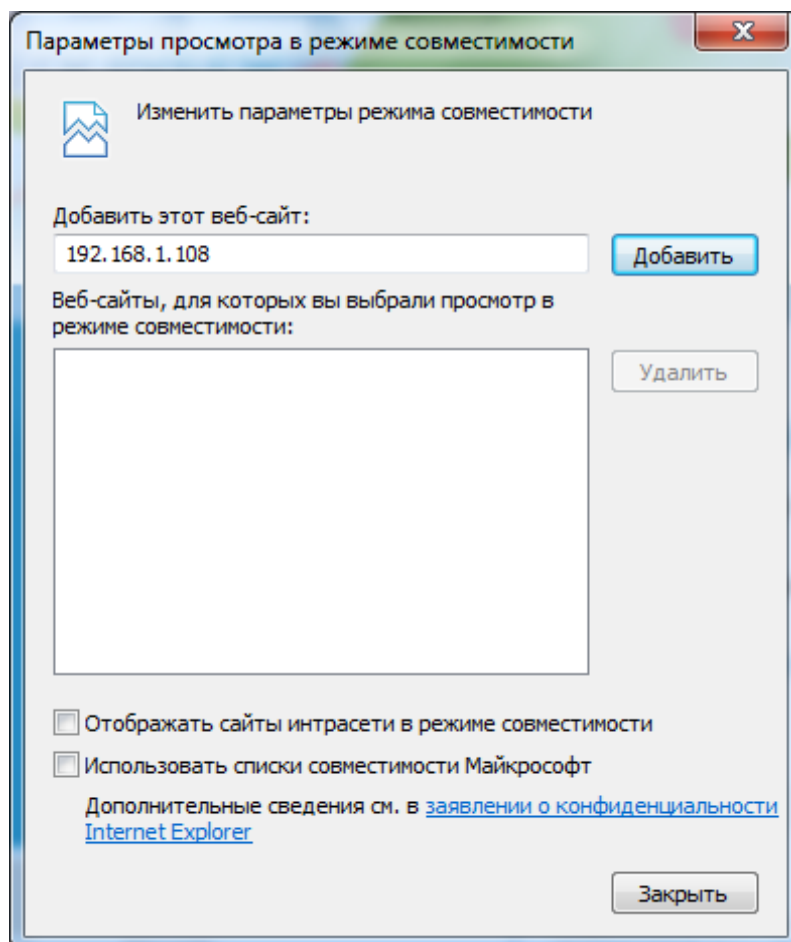 Параметры просмотра в режиме совместимости
Изменить параметры режима совместимости
Добавить этот веб-сайт:
192.168.1.108
Добавить
Веб-сайты, для которых вы выбрали просмотр в
режиме совместимости:
Удалить
Отображать сайты интрасети в режиме совместимости
Использовать списки совместимости Майкрософт
Дополнительные сведения см. в заявлении о конфиденциальности
Internet Explorer
Закрыть